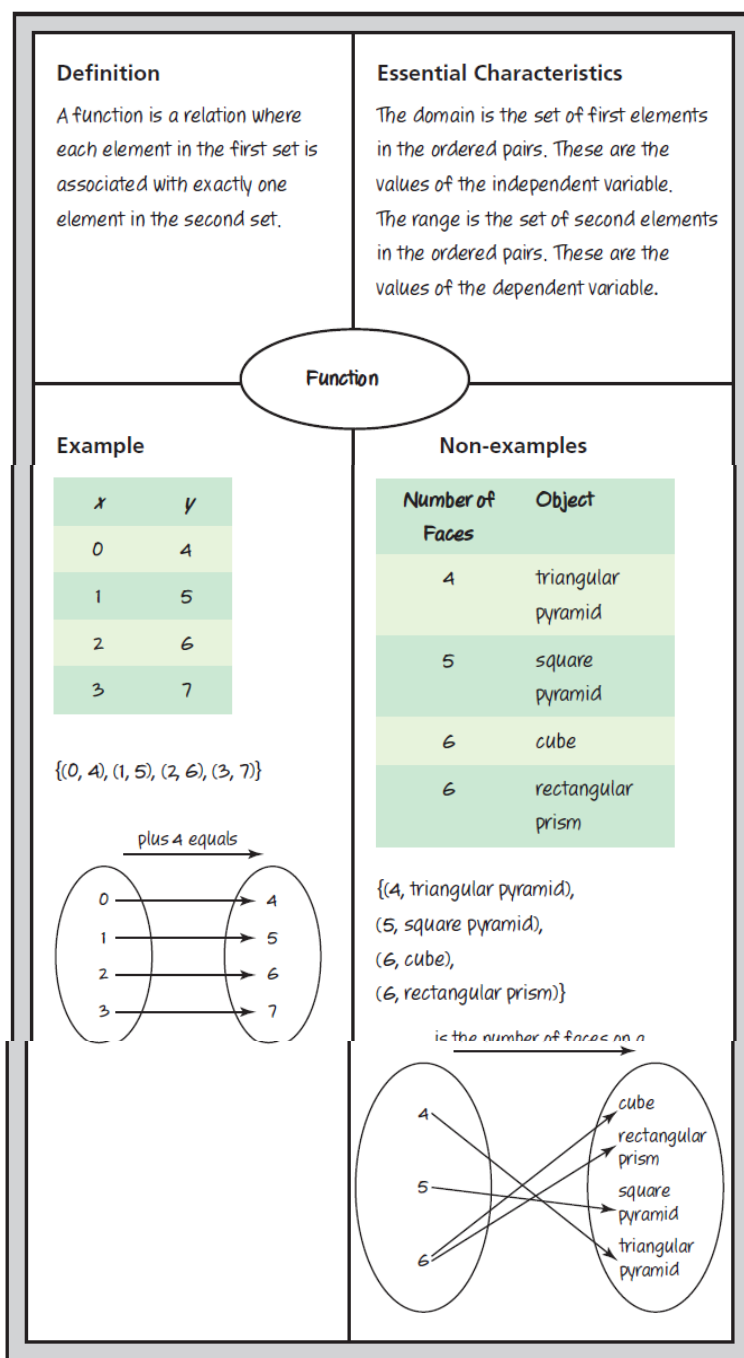 Definition
A function is a relation where
each element in the first set is
associated with exactly one
element in the second set.
Essential Characteristics
The domain is the set of first elements
in the ordered pairs. These are the
values of the independent variable.
The range is the set of second elements
in the ordered pairs. These are the
values of the dependent variable.
Function
Example
x y
0 4
1 5
2 6
3 7
{(0, 4), (1, 5), (2, 6), (3, 7)}
plus 4 equals
0 4
1 5
2 6
3 7
Non-examples
Number of Object
Faces
4 triangular
pyramid
5 square
pyramid
6 cube
6 rectangular
prism
{(4, triangular pyramid),
(5, square pyramid),
(6, cube),
(6, rectangular prism)}
is the number of faces on a
4
5
6
cube
rectangular
prism
square
pyramid
triangular
pyramid